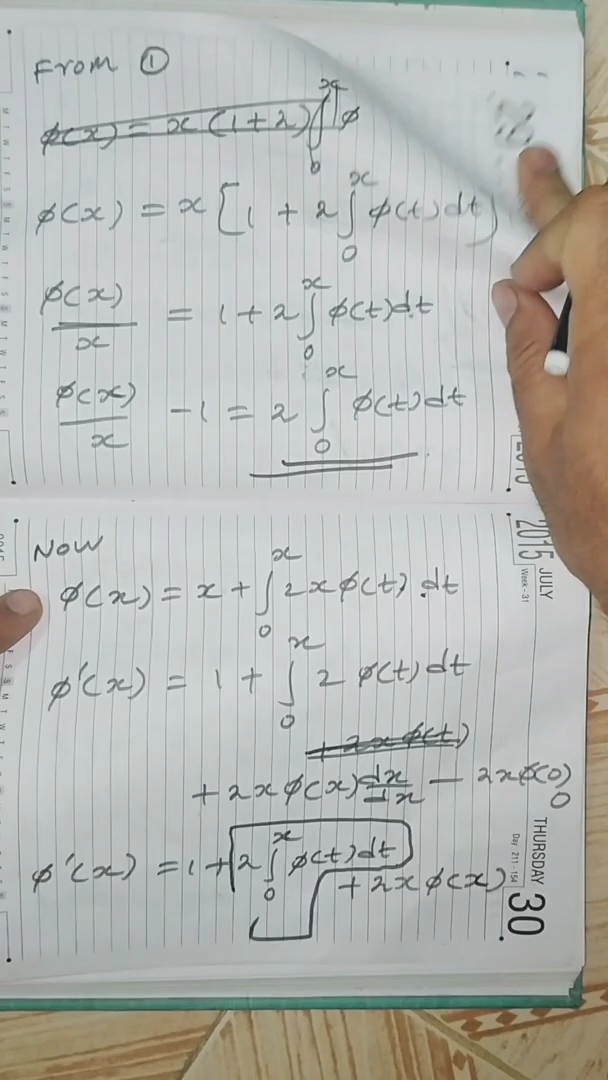 From ①
ϕ(x) = x (1+2) ∫₀ˣ ϕ
ϕ(x) = x [1 + 2 ∫₀ˣ ϕ(t) dt]
ϕ(x)/x = 1 + 2 ∫₀ˣ ϕ(t) dt
ϕ(x)/x - 1 = 2 ∫₀ˣ ϕ(t) dt
2015 JULY
Week - 31
Now
ϕ(x) = x + ∫₀ˣ 2xϕ(t) dt
ϕ'(x) = 1 + ∫₀ˣ 2 ϕ(t) dt
+ 2xϕ(t)
+ 2xϕ(x) dx/dx - 2xϕ(0) 0
ϕ'(x) = 1 + 2 ∫₀ˣ ϕ(t) dt
+ 2xϕ(x)
THURSDAY
30
Day 211 - 154